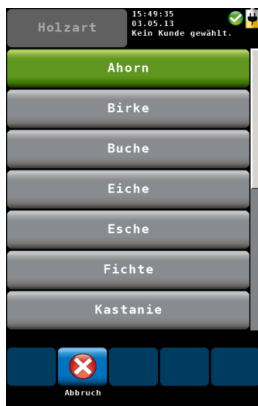 Holzart
15:49:35
03.05.13
Kein Kunde gewählt.
Ahorn
Birke
Buche
Eiche
Esche
Fichte
Kastanie
Abbruch